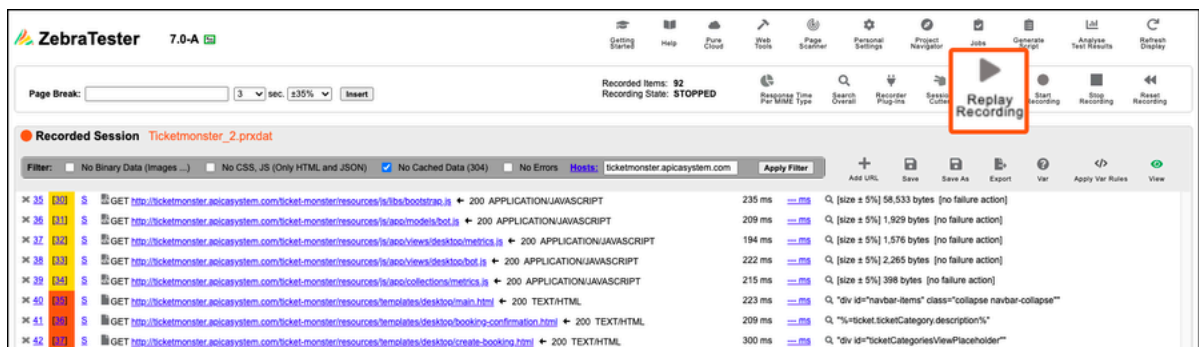 ZebraTester 7.0-A
Getting Started
Help
Pure Cloud
Web Tools
Page Scanner
Personal Settings
Project Navigator
Jobs
Generate Script
Analyse Test Results
Refresh Display
Page Break: 3 sec. ±35% Insert
Recorded Items: 92
Recording State: STOPPED
Response Time Per MIME Type
Search Overall
Recorder Plug-Ins
Replay Recording
Start Recording
Stop Recording
Reset Recording
Recorded Session Ticketmonster_2.prxdat
Filter: No Binary Data (Images ...) No CSS, JS (Only HTML and JSON) No Cached Data (304) No Errors Hosts: ticketmonster.apicasystem.com Apply Filter
Add URL
Save
Save As
Export
Var
Apply Var Rules
View
35 [30] S GET http://ticketmonster.apicasystem.com/ticket-monster/resources/js/libs/bootstrap.js ← 200 APPLICATION/JAVASCRIPT 235 ms --- ms [size ± 5%] 58,533 bytes [no failure action]
36 [31] S GET http://ticketmonster.apicasystem.com/ticket-monster/resources/js/app/models/bot.js ← 200 APPLICATION/JAVASCRIPT 209 ms --- ms [size ± 5%] 1,929 bytes [no failure action]
37 [32] S GET http://ticketmonster.apicasystem.com/ticket-monster/resources/js/app/views/desktop/metrics.js ← 200 APPLICATION/JAVASCRIPT 194 ms --- ms [size ± 5%] 1,576 bytes [no failure action]
38 [33] S GET http://ticketmonster.apicasystem.com/ticket-monster/resources/js/app/views/desktop/bot.js ← 200 APPLICATION/JAVASCRIPT 222 ms --- ms [size ± 5%] 2,265 bytes [no failure action]
39 [34] S GET http://ticketmonster.apicasystem.com/ticket-monster/resources/js/app/collections/metrics.js ← 200 APPLICATION/JAVASCRIPT 215 ms --- ms [size ± 5%] 398 bytes [no failure action]
40 [35] S GET http://ticketmonster.apicasystem.com/ticket-monster/resources/templates/desktop/main.html ← 200 TEXT/HTML 223 ms --- ms "div id="navbar-items" class="collapse navbar-collapse""
41 [36] S GET http://ticketmonster.apicasystem.com/ticket-monster/resources/templates/desktop/booking-confirmation.html ← 200 TEXT/HTML 209 ms --- ms "%=ticket.ticketCategory.description%"
42 [37] S GET http://ticketmonster.apicasystem.com/ticket-monster/resources/templates/desktop/create-booking.html ← 200 TEXT/HTML 300 ms --- ms "div id="ticketCategoriesViewPlaceholder""